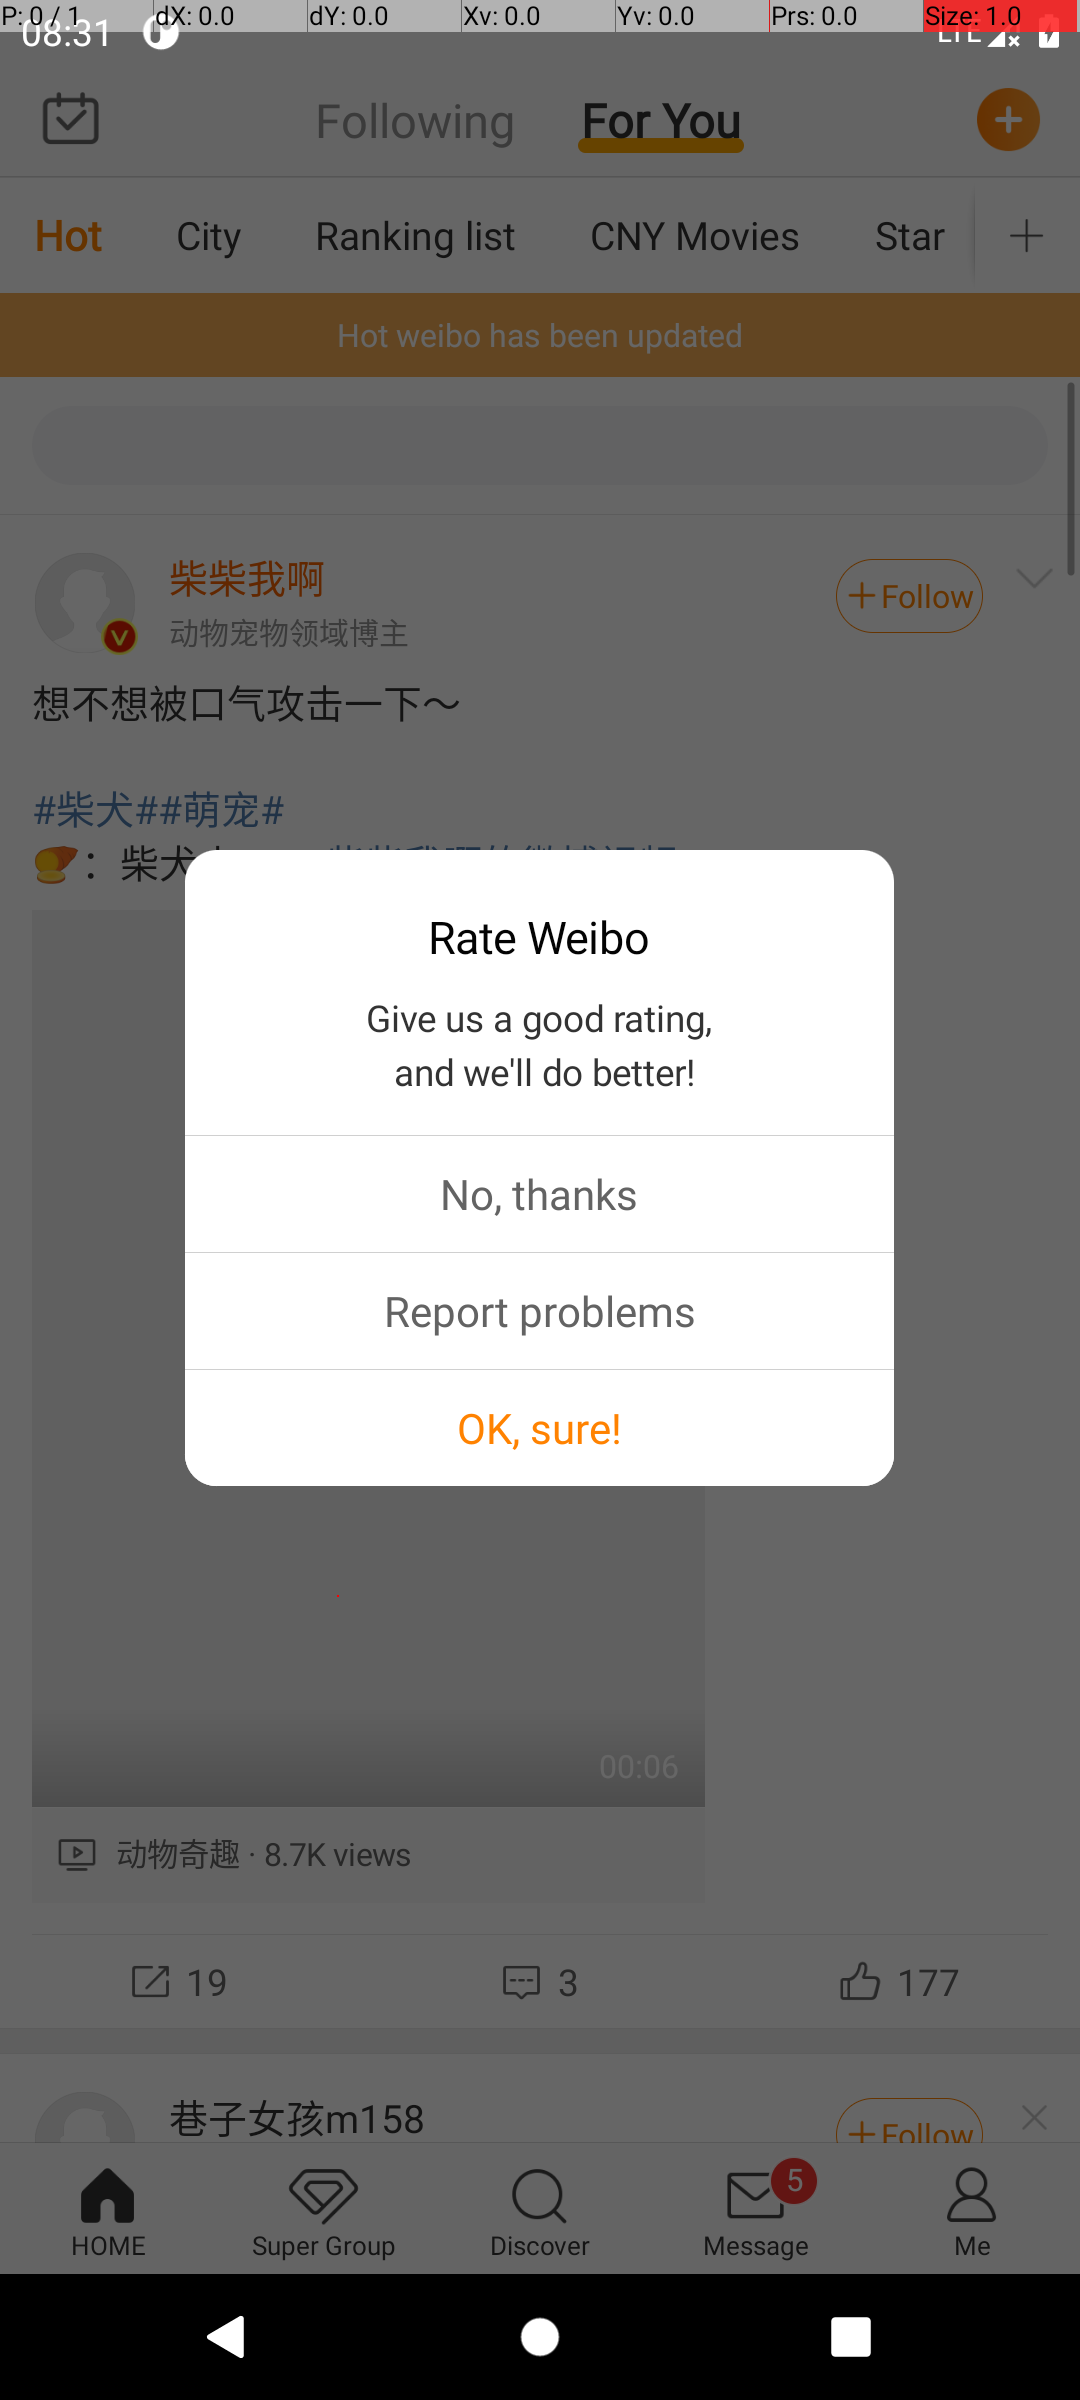 P: 0 / 1 dX: 0.0 dY: 0.0 Xv: 0.0 Yv: 0.0 Prs: 0.0 Size: 1.0
08:31 LTE
Following For You
Hot City Ranking list CNY Movies Star
Hot weibo has been updated
柴柴我啊
动物宠物领域博主
+Follow
想不想被口气攻击一下～
#柴犬##萌宠#
：柴犬
Rate Weibo
Give us a good rating,
and we'll do better!
No, thanks
Report problems
OK, sure!
00:06
动物奇趣 · 8.7K views
19 3 177
巷子女孩m158
+Follow
5
HOME Super Group Discover Message Me